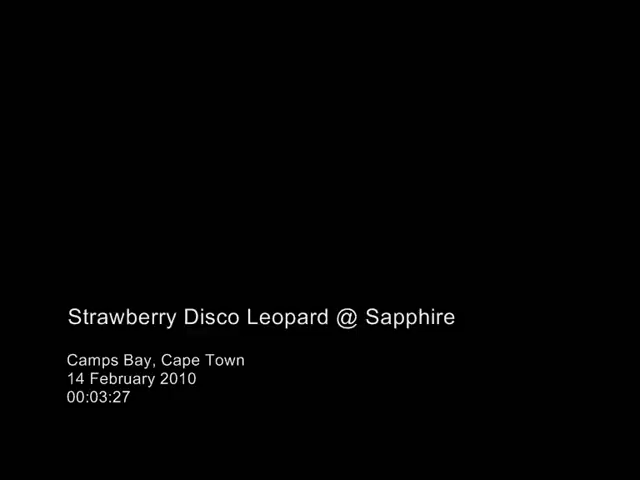 Strawberry Disco Leopard @ Sapphire
Camps Bay, Cape Town
14 February 2010
00:03:27